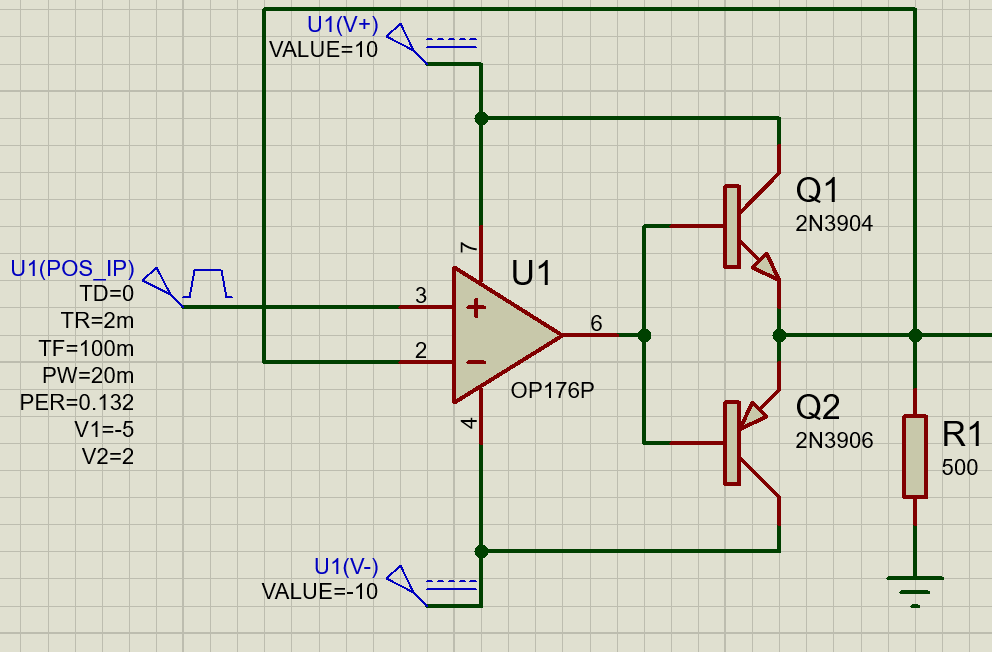 U1(V+)
VALUE=10
Q1
2N3904
7
U1(POS_IP)
TD=0
TR=2m
TF=100m
PW=20m
PER=0.132
V1=-5
V2=2
3
+
2
−
U1
6
OP176P
4
Q2
2N3906
R1
500
U1(V-)
VALUE=-10